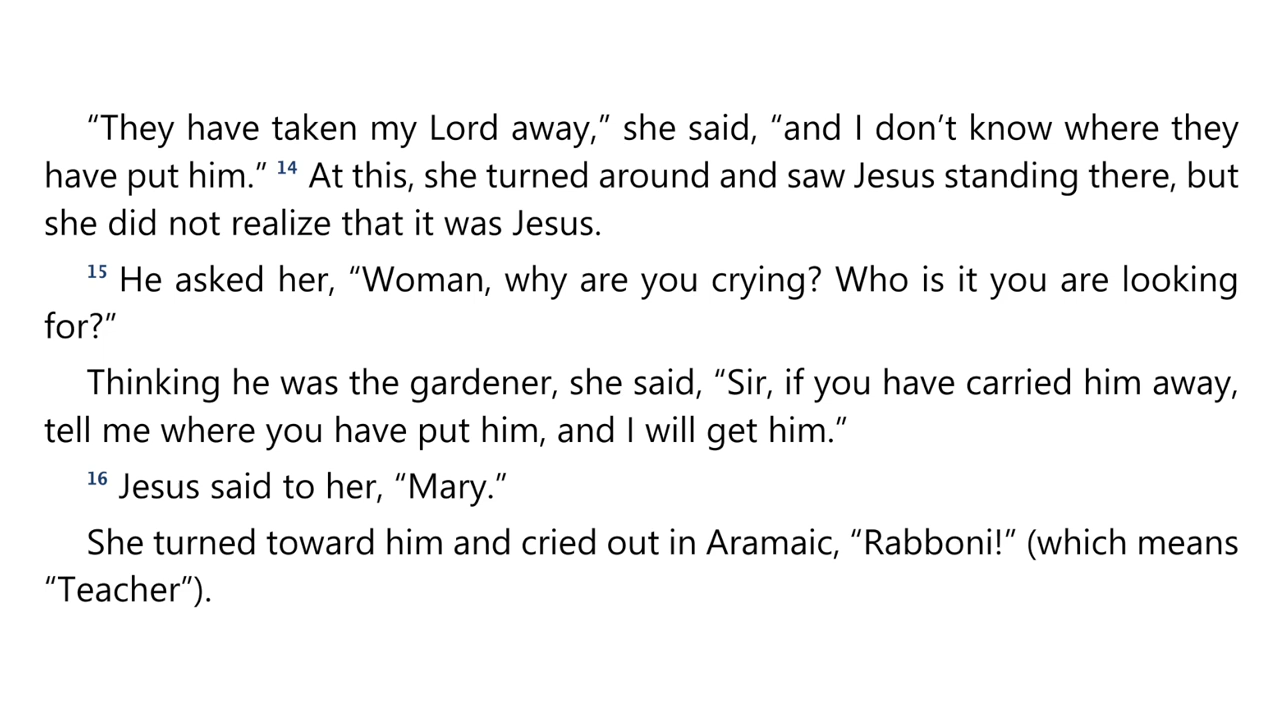 “They have taken my Lord away,” she said, “and I don’t know where they
have put him.” 14 At this, she turned around and saw Jesus standing there, but
she did not realize that it was Jesus.
15 He asked her, “Woman, why are you crying? Who is it you are looking
for?”
Thinking he was the gardener, she said, “Sir, if you have carried him away,
tell me where you have put him, and I will get him.”
16 Jesus said to her, “Mary.”
She turned toward him and cried out in Aramaic, “Rabboni!” (which means
“Teacher”).